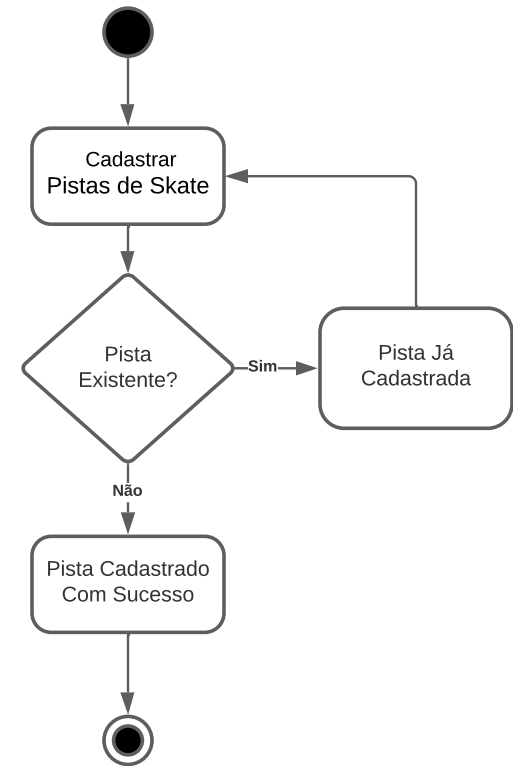 Cadastrar
Pistas de Skate
Pista
Existente?
Sim
Pista Já
Cadastrada
Não
Pista Cadastrado
Com Sucesso